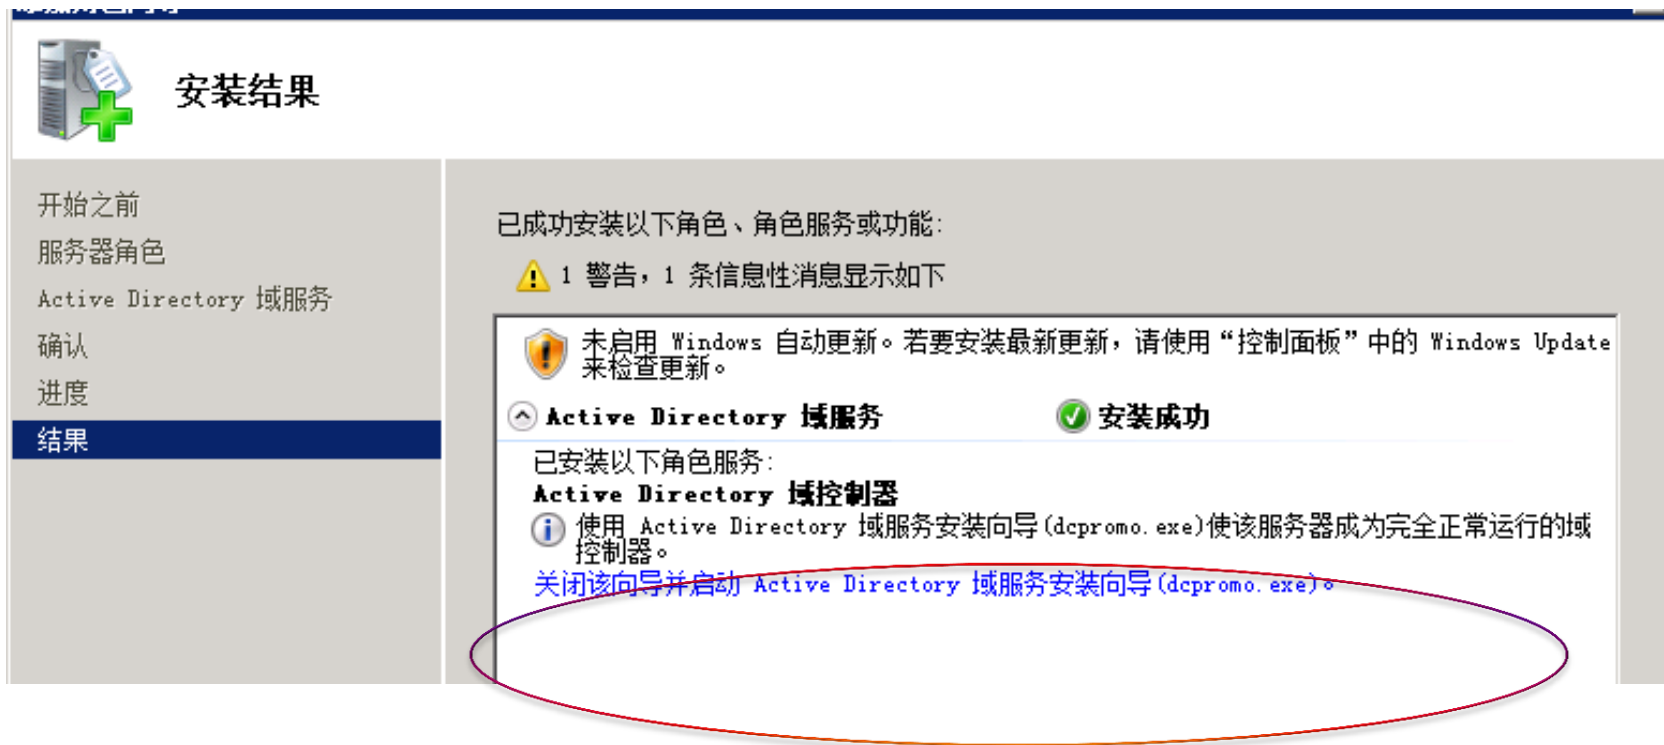 安装结果
开始之前
服务器角色
Active Directory 域服务
确认
进度
结果
已成功安装以下角色、角色服务或功能:
1 警告，1 条信息性消息显示如下
未启用 Windows 自动更新。若要安装最新更新，请使用“控制面板”中的 Windows Update
来检查更新。
Active Directory 域服务
安装成功
已安装以下角色服务:
Active Directory 域控制器
使用 Active Directory 域服务安装向导(dcpromo.exe)使该服务器成为完全正常运行的域
控制器。
关闭该向导并启动 Active Directory 域服务安装向导(dcpromo.exe)。